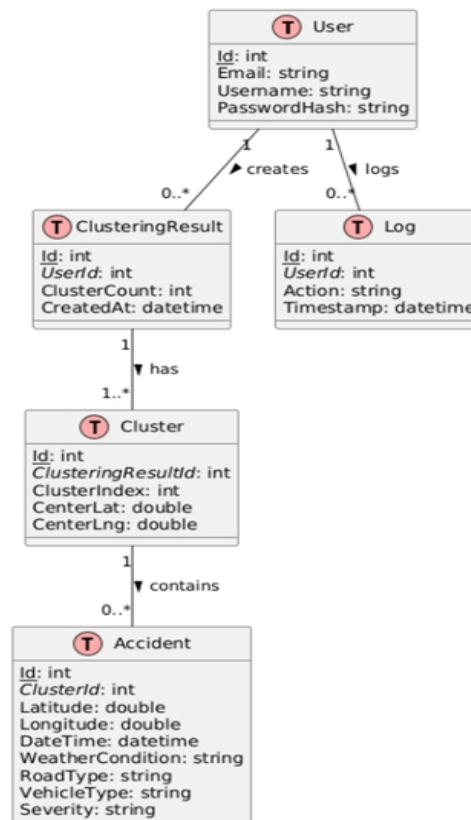 T User
Id: int
Email: string
Username: string
PasswordHash: string
1 1
creates logs
0..* 0..*
T ClusteringResult
Id: int
UserId: int
ClusterCount: int
CreatedAt: datetime
T Log
Id: int
UserId: int
Action: string
Timestamp: datetime
1
has
1..*
T Cluster
Id: int
ClusteringResultId: int
ClusterIndex: int
CenterLat: double
CenterLng: double
1
contains
0..*
T Accident
Id: int
ClusterId: int
Latitude: double
Longitude: double
DateTime: datetime
WeatherCondition: string
RoadType: string
VehicleType: string
Severity: string